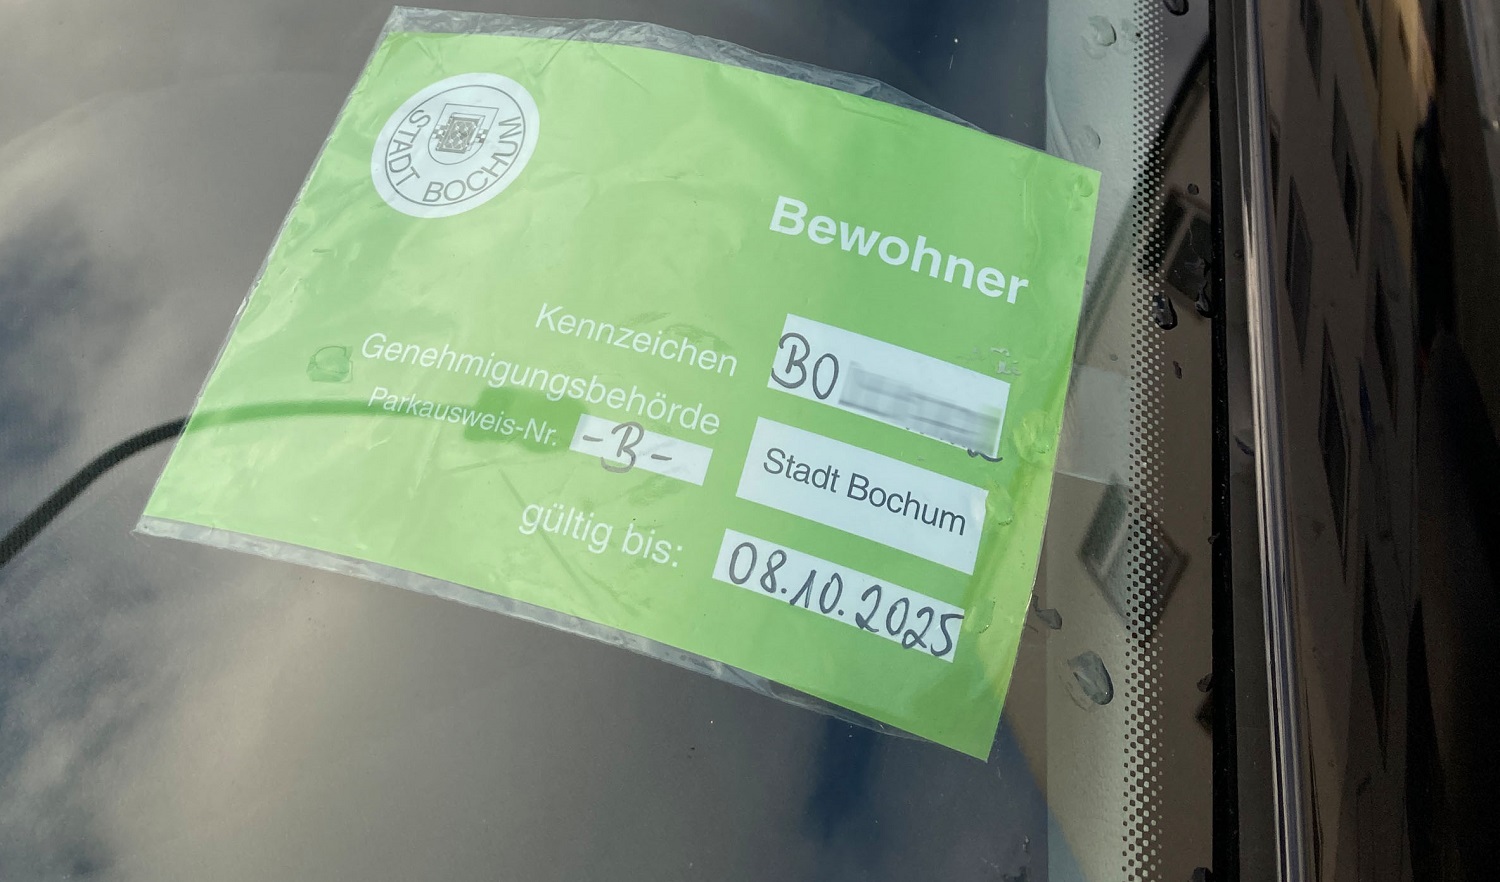 STADT BOCHUM
Bewohner
Kennzeichen BO
Genehmigungsbehörde Stadt Bochum
Parkausweis-Nr. -B-
gültig bis: 08.10.2025